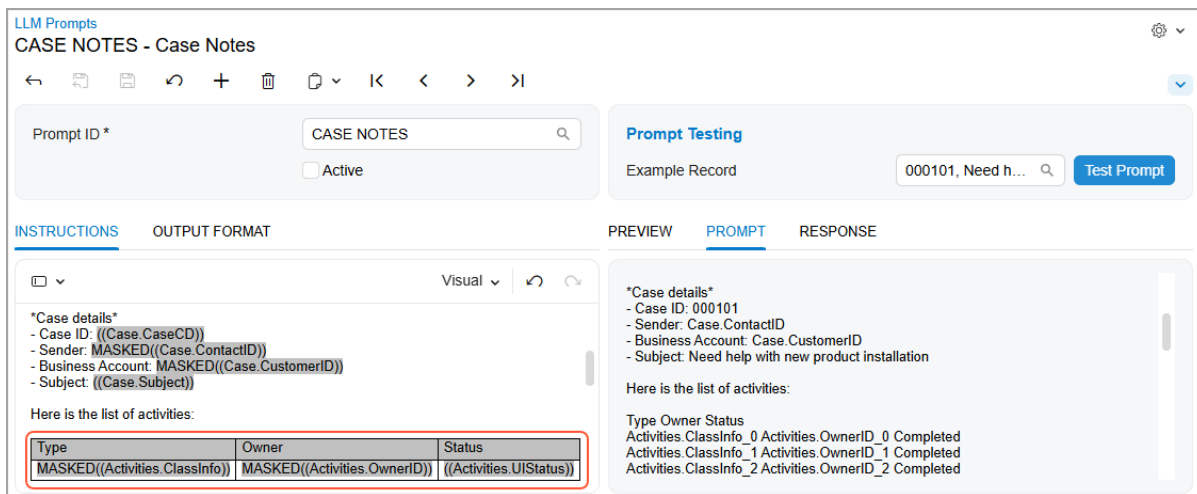 LLM Prompts
CASE NOTES - Case Notes
Prompt ID *
CASE NOTES
Active
Prompt Testing
Example Record
000101, Need h...
Test Prompt
INSTRUCTIONS OUTPUT FORMAT
Visual
*Case details*
- Case ID: ((Case.CaseCD))
- Sender: MASKED((Case.ContactID))
- Business Account: MASKED((Case.CustomerID))
- Subject: ((Case.Subject))
Here is the list of activities:
Type Owner Status
MASKED((Activities.ClassInfo)) MASKED((Activities.OwnerID)) ((Activities.UIStatus))
PREVIEW PROMPT RESPONSE
*Case details*
- Case ID: 000101
- Sender: Case.ContactID
- Business Account: Case.CustomerID
- Subject: Need help with new product installation
Here is the list of activities:
Type Owner Status
Activities.ClassInfo_0 Activities.OwnerID_0 Completed
Activities.ClassInfo_1 Activities.OwnerID_1 Completed
Activities.ClassInfo_2 Activities.OwnerID_2 Completed